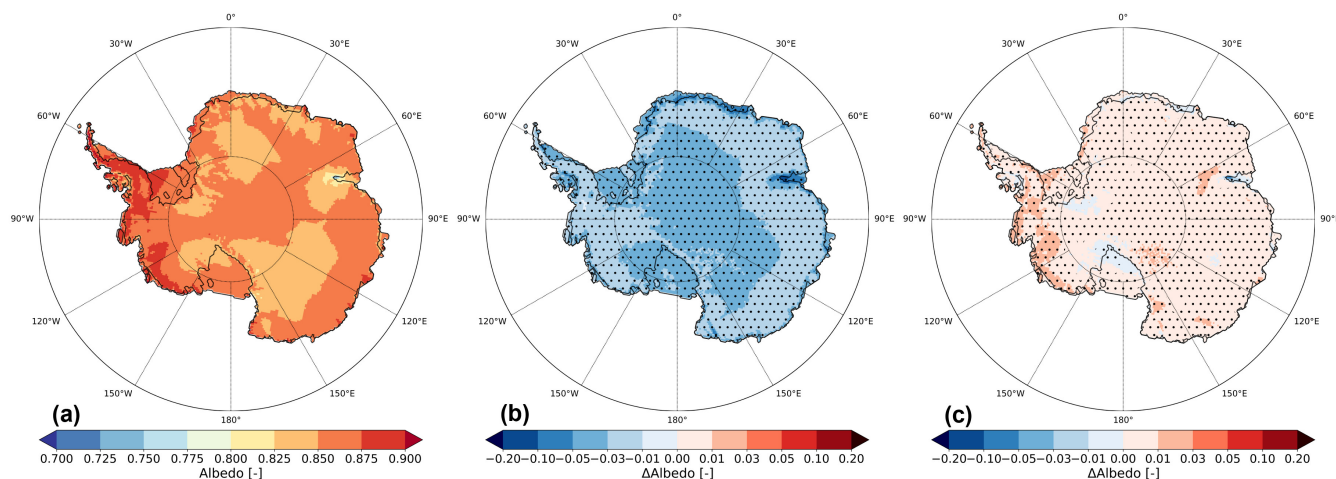 0°
30°W
30°E
60°W
60°E
90°W
90°E
120°W
120°E
150°W
150°E
180°
(a)
0.700 0.725 0.750 0.775 0.800 0.825 0.850 0.875 0.900
Albedo [-]
0°
30°W
30°E
60°W
60°E
90°W
90°E
120°W
120°E
150°W
150°E
180°
(b)
−0.20 −0.10 −0.05 −0.03 −0.01 0.00 0.01 0.03 0.05 0.10 0.20
ΔAlbedo [-]
0°
30°W
30°E
60°W
60°E
90°W
90°E
120°W
120°E
150°W
150°E
180°
(c)
−0.20 −0.10 −0.05 −0.03 −0.01 0.00 0.01 0.03 0.05 0.10 0.20
ΔAlbedo [-]